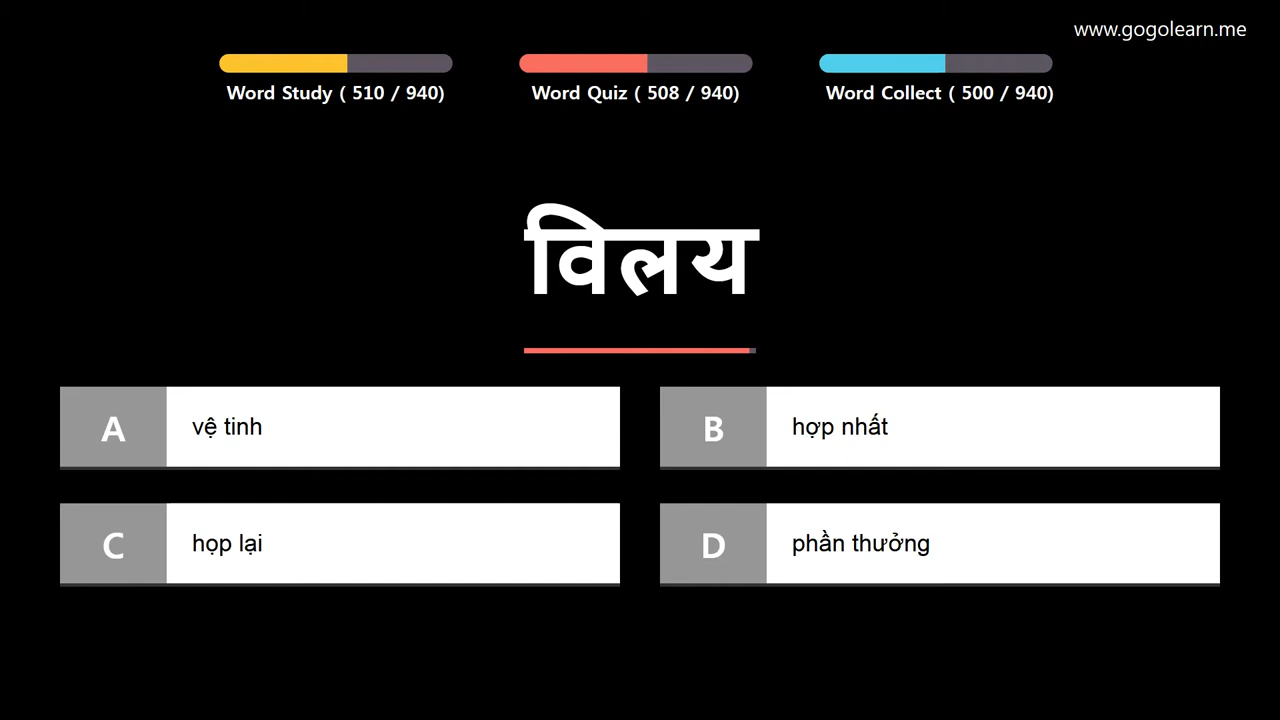 www.gogolearn.me
Word Study ( 510 / 940)
Word Quiz ( 508 / 940)
Word Collect ( 500 / 940)
विलय
A vệ tinh
B hợp nhất
C họp lại
D phần thưởng